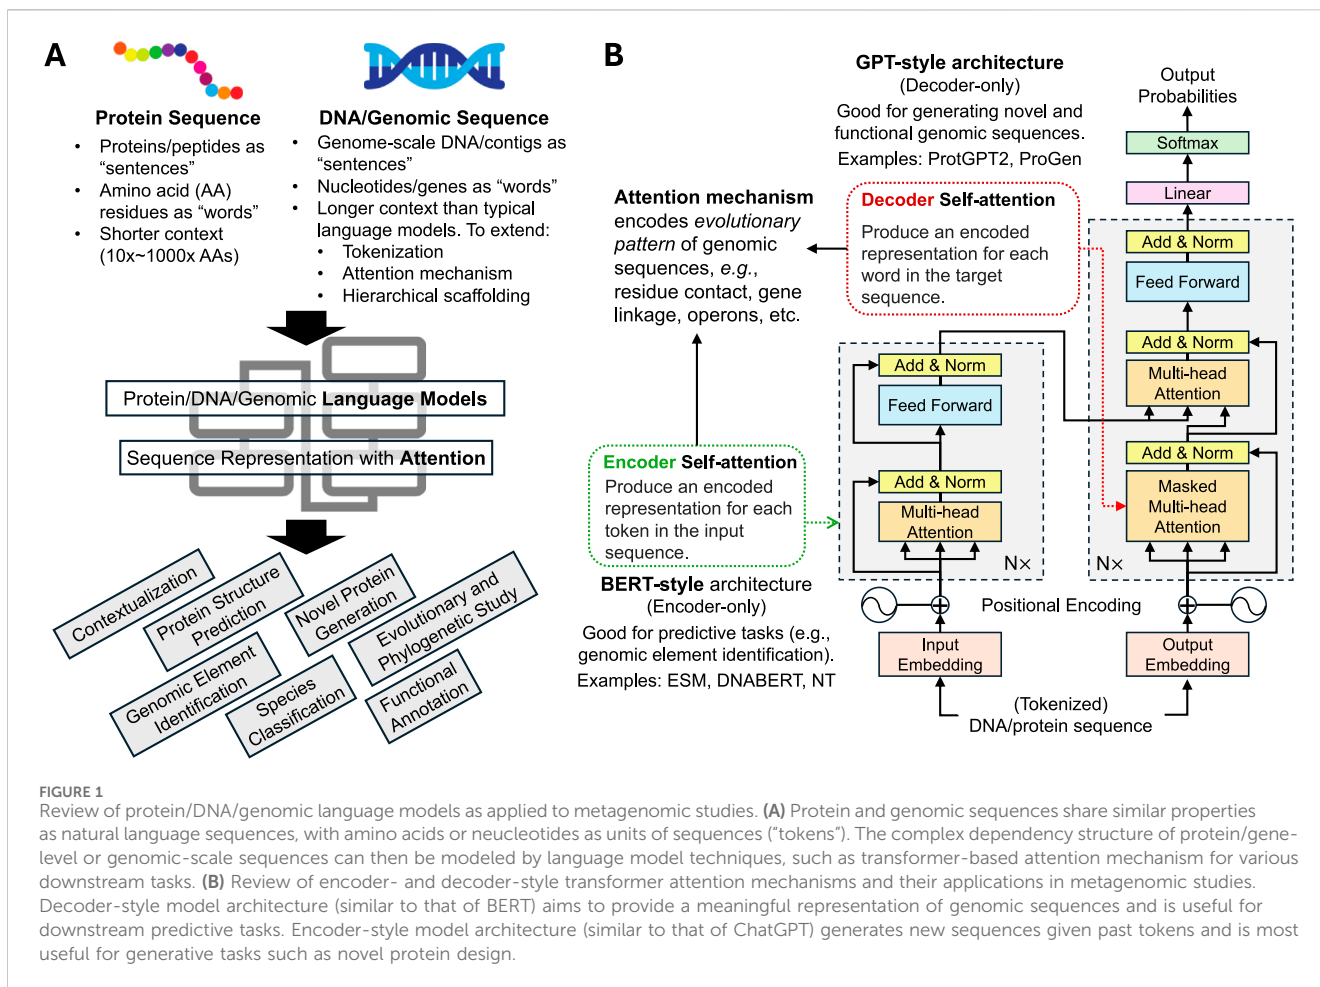 A
Protein Sequence
• Proteins/peptides as
“sentences”
• Amino acid (AA)
residues as “words”
• Shorter context
(10x~1000x AAs)
DNA/Genomic Sequence
• Genome-scale DNA/contigs as
“sentences”
• Nucleotides/genes as “words”
• Longer context than typical
language models. To extend:
• Tokenization
• Attention mechanism
• Hierarchical scaffolding
Protein/DNA/Genomic Language Models
Sequence Representation with Attention
Contextualization
Protein Structure
Prediction
Novel Protein
Generation
Evolutionary and
Phylogenetic Study
Genomic Element
Identification
Species
Classification
Functional
Annotation
B
GPT-style architecture
(Decoder-only)
Good for generating novel and
functional genomic sequences.
Examples: ProtGPT2, ProGen
Attention mechanism
encodes evolutionary
pattern of genomic
sequences, e.g.,
residue contact, gene
linkage, operons, etc.
Decoder Self-attention
Produce an encoded
representation for each
word in the target
sequence.
Encoder Self-attention
Produce an encoded
representation for each
token in the input
sequence.
BERT-style architecture
(Encoder-only)
Good for predictive tasks (e.g.,
genomic element identification).
Examples: ESM, DNABERT, NT
Add & Norm
Feed Forward
Add & Norm
Multi-head
Attention
N×
Positional Encoding
Input
Embedding
(Tokenized)
DNA/protein sequence
Output
Probabilities
Softmax
Linear
Add & Norm
Feed Forward
Add & Norm
Multi-head
Attention
Add & Norm
Masked
Multi-head
Attention
N×
Output
Embedding
FIGURE 1
Review of protein/DNA/genomic language models as applied to metagenomic studies. (A) Protein and genomic sequences share similar properties
as natural language sequences, with amino acids or neucleotides as units of sequences (“tokens”). The complex dependency structure of protein/gene-
level or genomic-scale sequences can then be modeled by language model techniques, such as transformer-based attention mechanism for various
downstream tasks. (B) Review of encoder- and decoder-style transformer attention mechanisms and their applications in metagenomic studies.
Decoder-style model architecture (similar to that of BERT) aims to provide a meaningful representation of genomic sequences and is useful for
downstream predictive tasks. Encoder-style model architecture (similar to that of ChatGPT) generates new sequences given past tokens and is most
useful for generative tasks such as novel protein design.